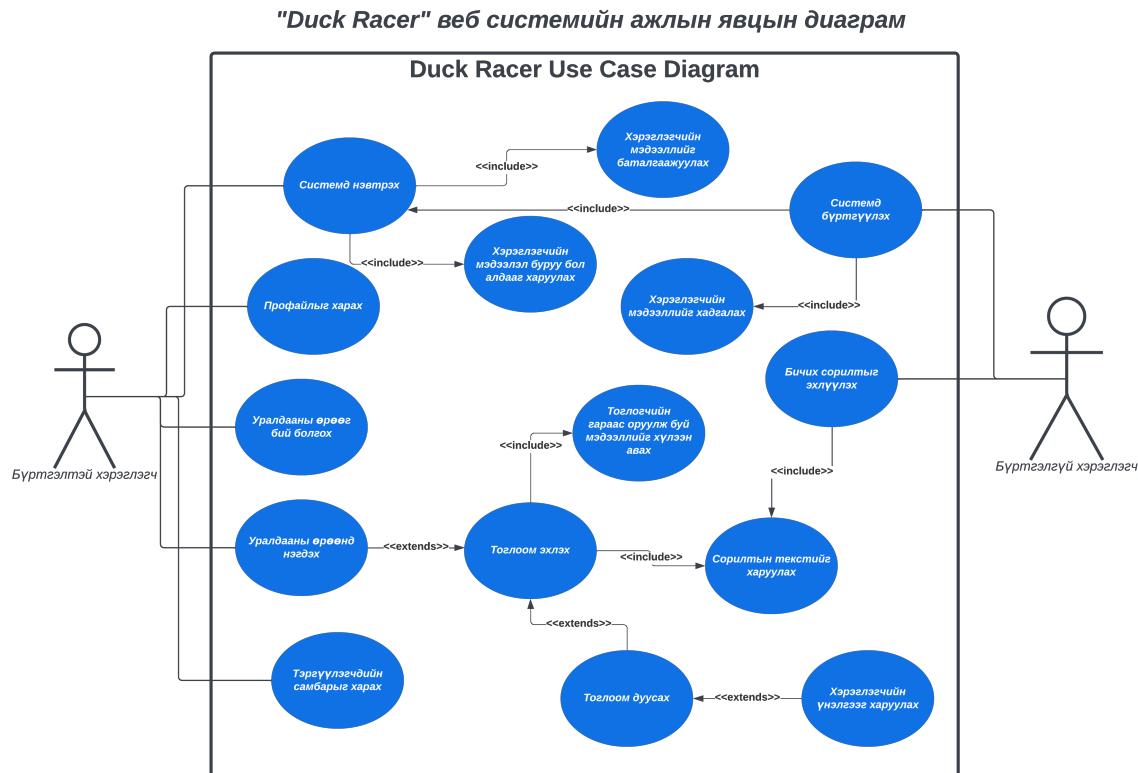 "Duck Racer" веб системийн ажлын явцын диаграм
Duck Racer Use Case Diagram
Хэрэглэгчийн
мэдээллийг
баталгаажуулах
<<include>>
Системд нэвтрэх
Системд
бүртгүүлэх
<<include>>
Хэрэглэгчийн
мэдээлэл буруу бол
алдааг харуулах
<<include>>
Профайлыг харах
Хэрэглэгчийн
мэдээллийг хадгалах
<<include>>
Бичих сорилтыг
эхлүүлэх
Уралдааны өрөөг
бий болгох
Тоглогчийн
гараас оруулж буй
мэдээллийг хүлээн
авах
<<include>>
<<include>>
Бүртгэлтэй хэрэглэгч
Бүртгэлгүй хэрэглэгч
Уралдааны өрөөнд
нэгдэх
<<extends>>
Тоглоом эхлэх
<<include>>
Сорилтын текстийг
харуулах
<<extends>>
Тэргүүлэгчдийн
самбарыг харах
Тоглоом дуусах
<<extends>>
Хэрэглэгчийн
үнэлгээг харуулах